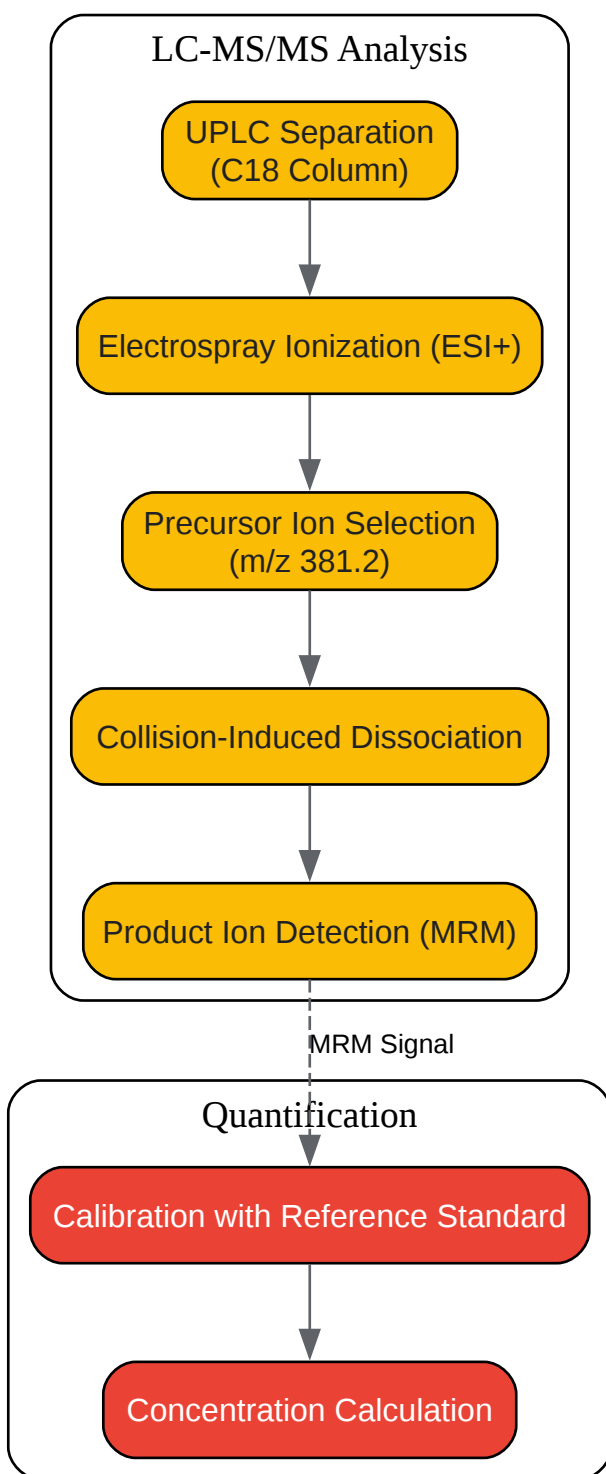 LC-MS/MS Analysis
UPLC Separation
(C18 Column)
Electrospray Ionization (ESI+)
Precursor Ion Selection
(m/z 381.2)
Collision-Induced Dissociation
Product Ion Detection (MRM)
MRM Signal
Quantification
Calibration with Reference Standard
Concentration Calculation